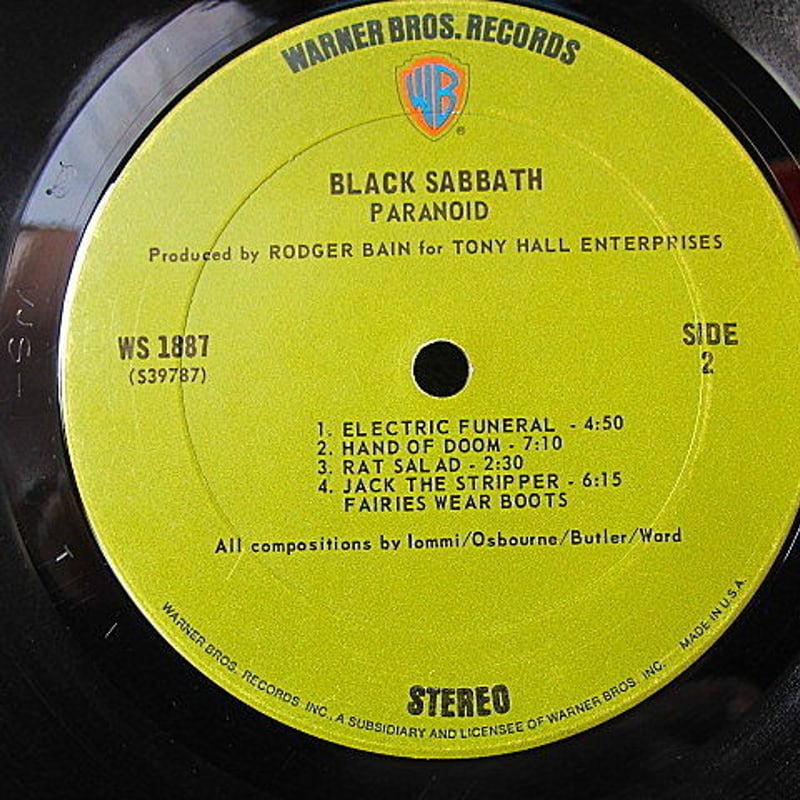 WARNER BROS. RECORDS
WB
®
BLACK SABBATH
PARANOID
Produced by RODGER BAIN for TONY HALL ENTERPRISES
WS 1887
(S39787)
SIDE
2
1. ELECTRIC FUNERAL - 4:50
2. HAND OF DOOM - 7:10
3. RAT SALAD - 2:30
4. JACK THE STRIPPER - 6:15
FAIRIES WEAR BOOTS
All compositions by Iommi/Osbourne/Butler/Ward
STEREO
WARNER BROS. RECORDS INC., A SUBSIDIARY AND LICENSEE OF WARNER BROS. INC. MADE IN U.S.A.